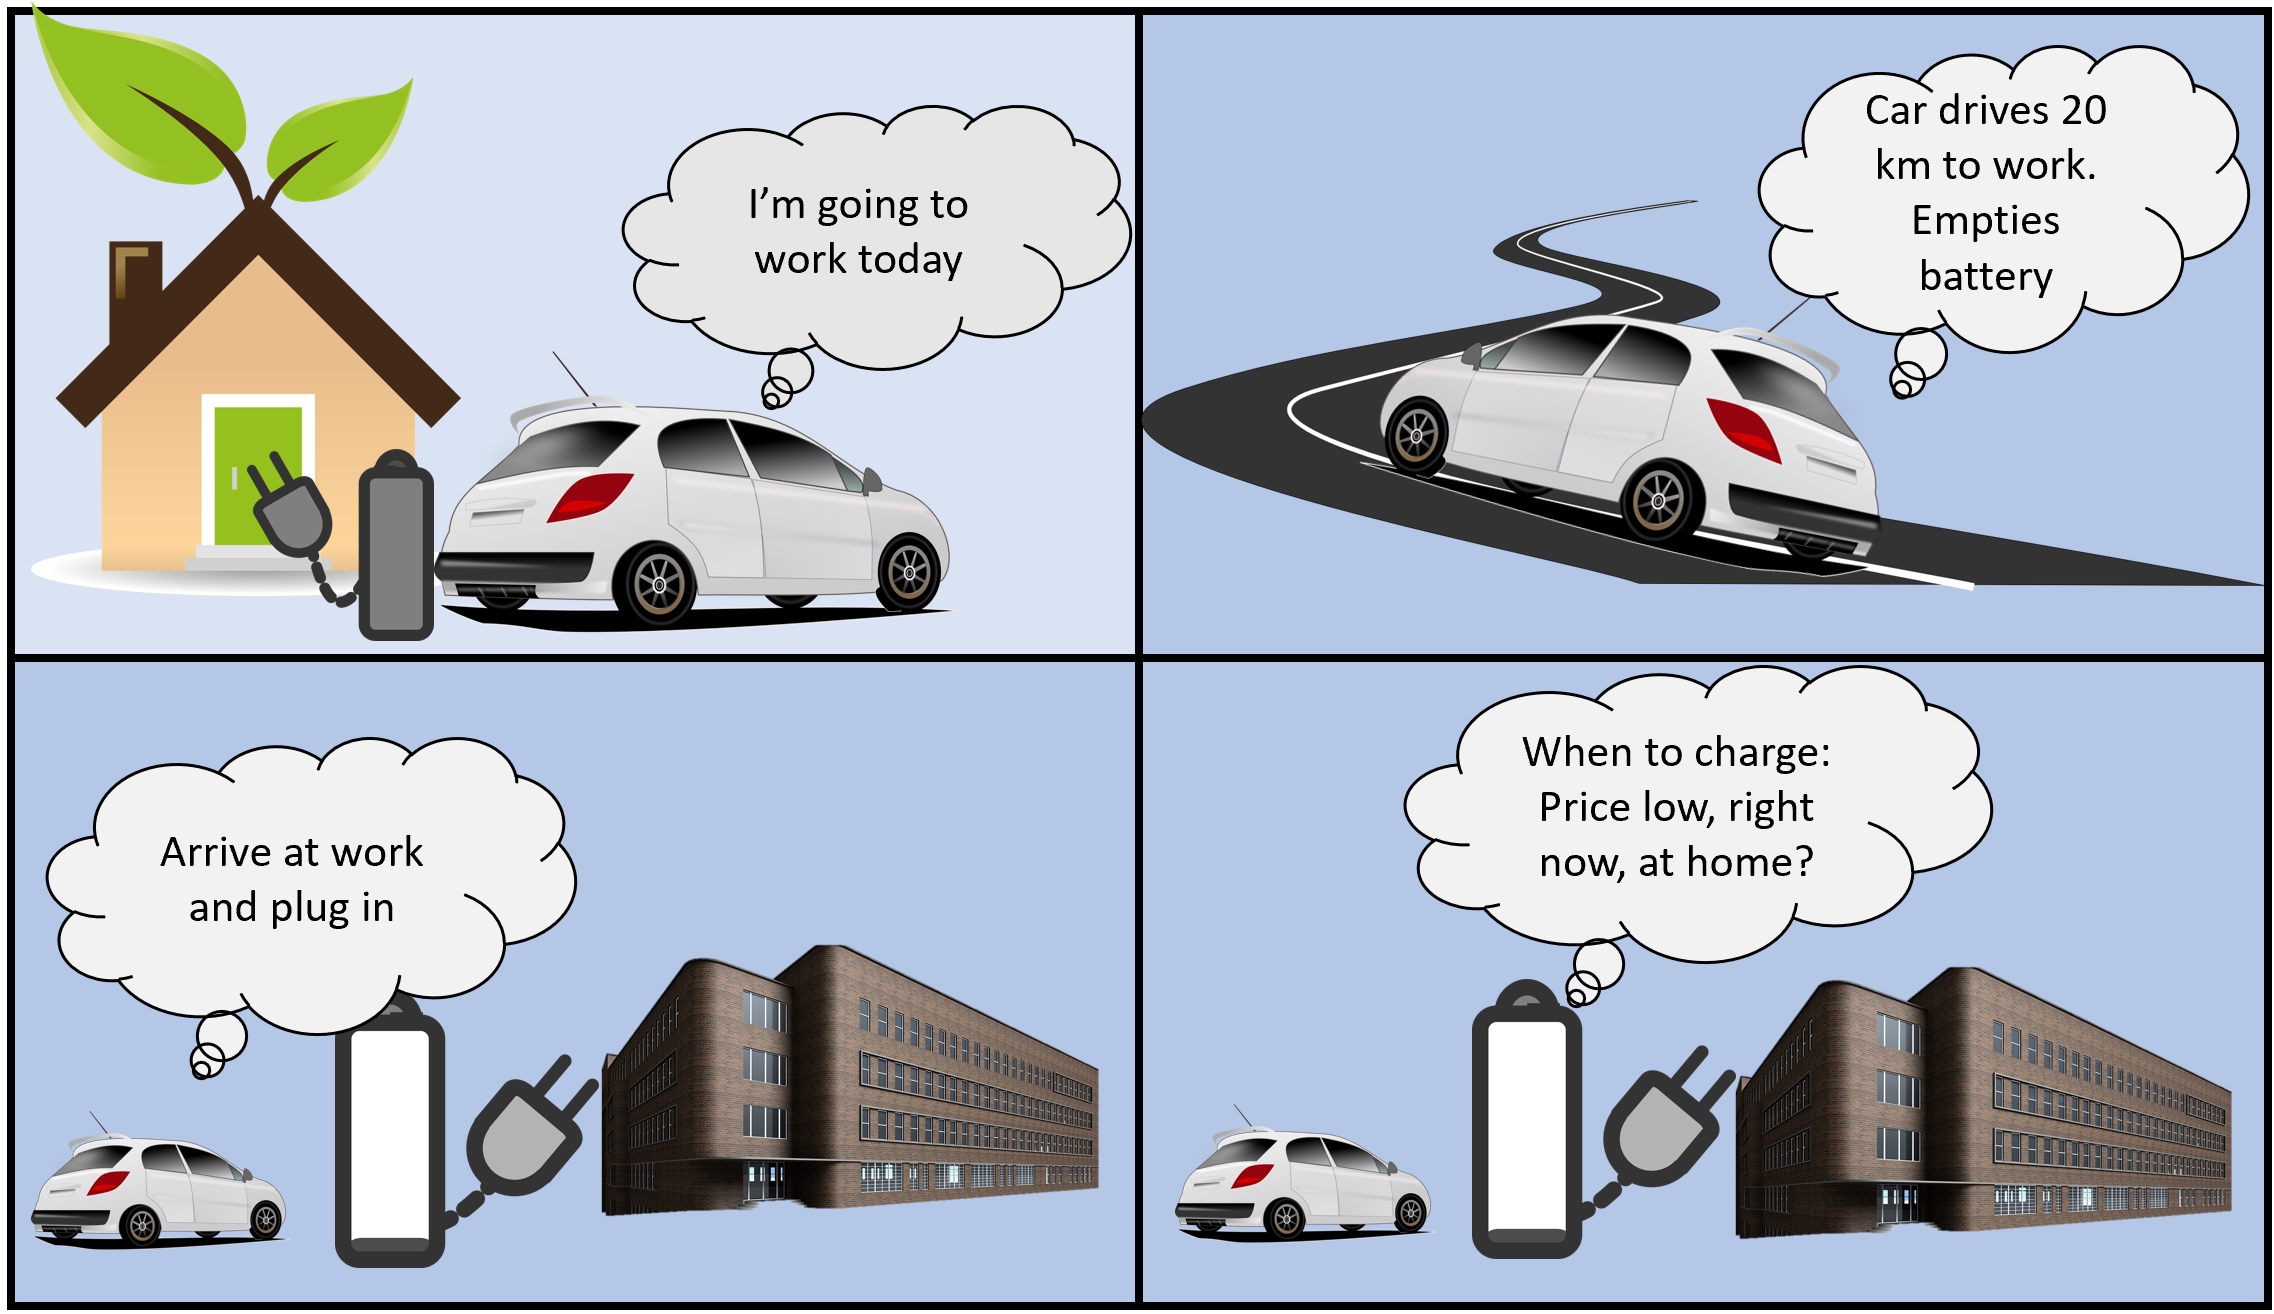 I’m going to
work today
Car drives 20
km to work.
Empties
battery
Arrive at work
and plug in
When to charge:
Price low, right
now, at home?